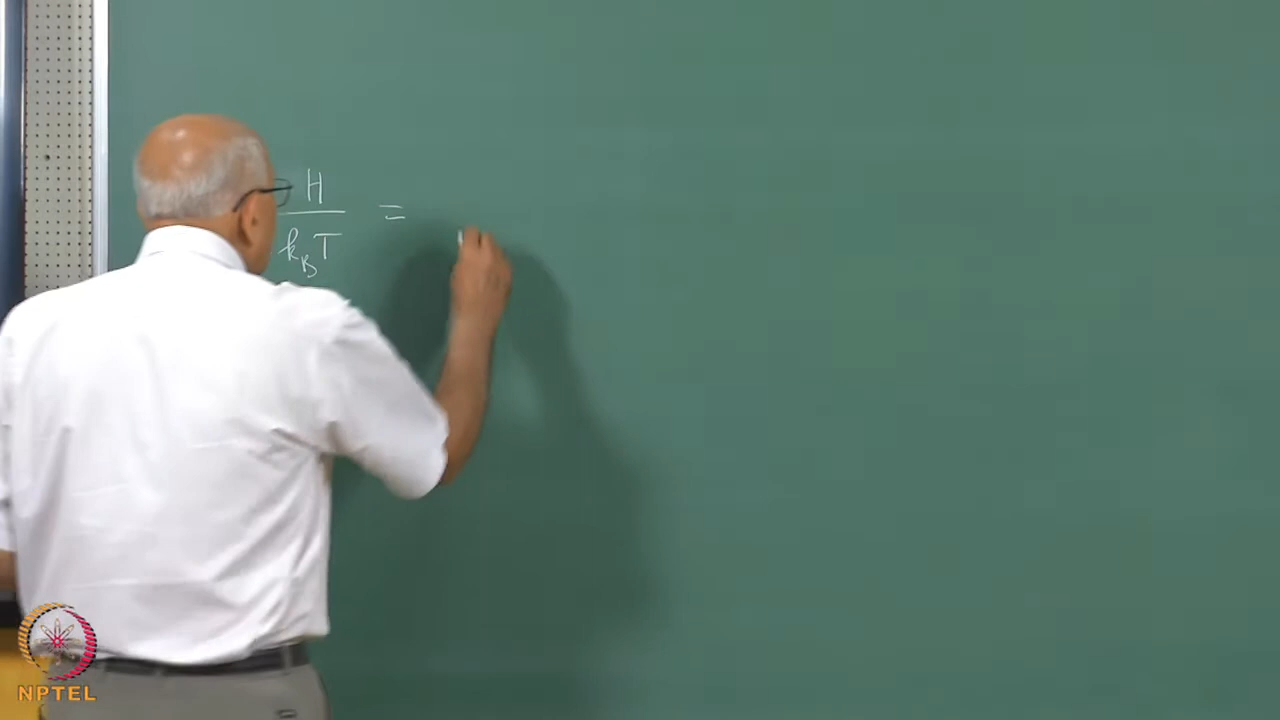 H
—— =
k_B T
NPTEL